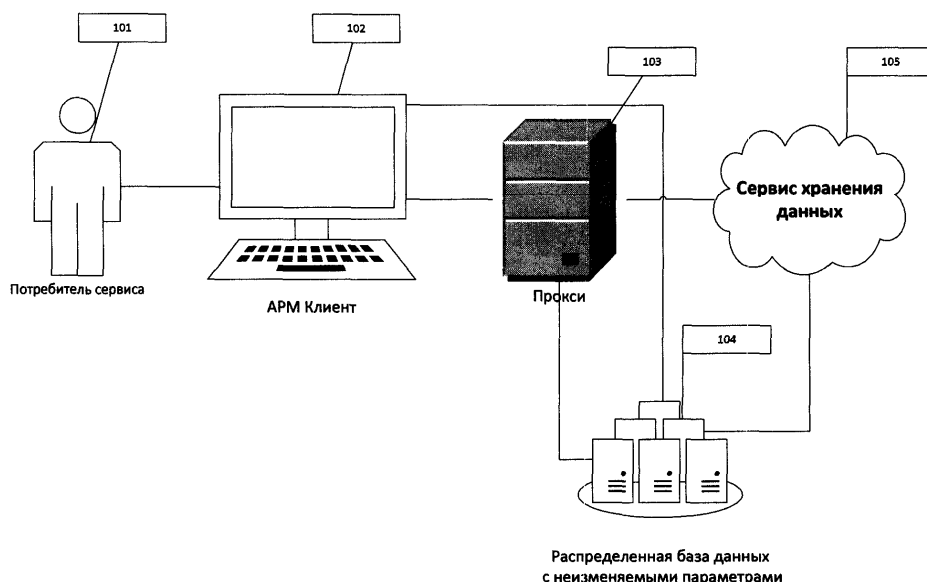 101
102
103
105
Сервис хранения
данных
Потребитель сервиса
АРМ Клиент
Прокси
104
Распределенная база данных
с неизменяемыми параметрами